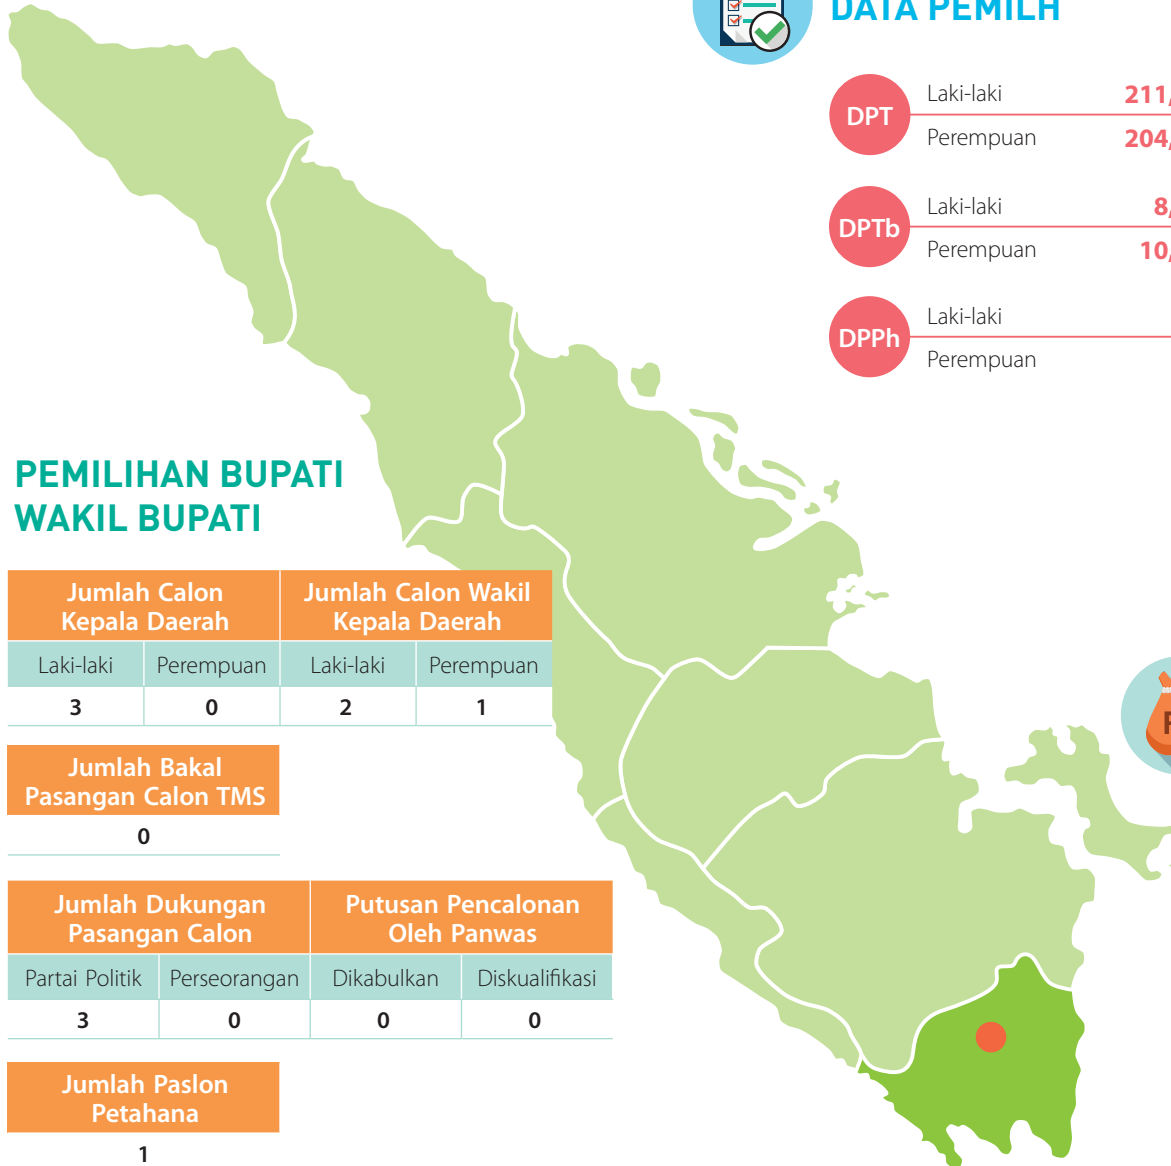 DATA PEMILH
DPT
Laki-laki 211,
Perempuan 204,
DPTb
Laki-laki 8,
Perempuan 10,
DPPh
Laki-laki
Perempuan
PEMILIHAN BUPATI
WAKIL BUPATI
Jumlah Calon
Kepala Daerah
Jumlah Calon Wakil
Kepala Daerah
Laki-laki Perempuan Laki-laki Perempuan
3 0 2 1
Jumlah Bakal
Pasangan Calon TMS
0
Jumlah Dukungan
Pasangan Calon
Putusan Pencalonan
Oleh Panwas
Partai Politik Perseorangan Dikabulkan Diskualifikasi
3 0 0 0
Jumlah Paslon
Petahana
1